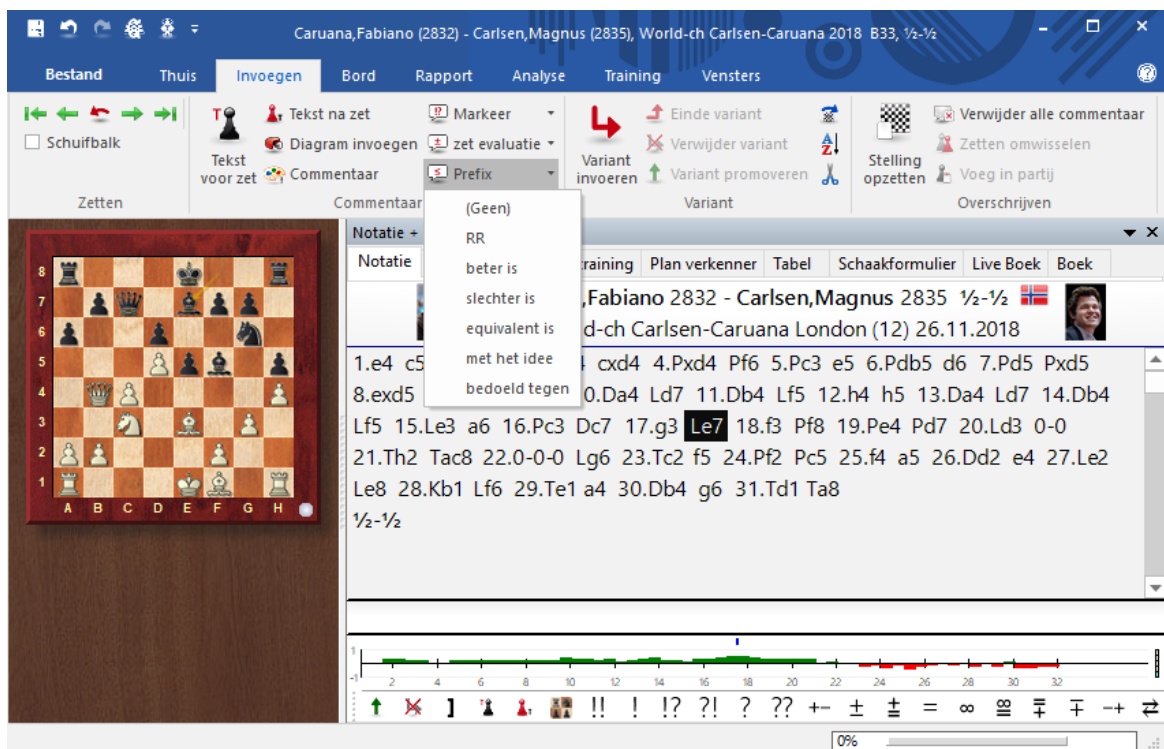 Caruana,Fabiano (2832) - Carlsen,Magnus (2835), World-ch Carlsen-Caruana 2018 B33, ½-½
Bestand Thuis Invoegen Bord Rapport Analyse Training Vensters
Schuifbalk
Zetten
Tekst voor zet
Tekst na zet
Diagram invoegen
Commentaar
Markeer
zet evaluatie
Prefix
Commentaar
Variant invoeren
Einde variant
Verwijder variant
Variant promoveren
Variant
Stelling opzetten
Verwijder alle commentaar
Zetten omwisselen
Voeg in partij
Overschrijven
(Geen)
RR
beter is
slechter is
equivalent is
met het idee
bedoeld tegen
8
7
6
5
4
3
2
1
A B C D E F G H
Notatie +
Notatie raining Plan verkenner Tabel Schaakformulier Live Boek Boek
,Fabiano 2832 - Carlsen,Magnus 2835 ½-½
d-ch Carlsen-Caruana London (12) 26.11.2018
1.e4 c5 cxd4 4.Pxd4 Pf6 5.Pc3 e5 6.Pdb5 d6 7.Pd5 Pxd5
8.exd5 0.Da4 Ld7 11.Db4 Lf5 12.h4 h5 13.Da4 Ld7 14.Db4
Lf5 15.Le3 a6 16.Pc3 Dc7 17.g3 Le7 18.f3 Pf8 19.Pe4 Pd7 20.Ld3 0-0
21.Th2 Tac8 22.0-0-0 Lg6 23.Tc2 f5 24.Pf2 Pc5 25.f4 a5 26.Dd2 e4 27.Le2
Le8 28.Kb1 Lf6 29.Te1 a4 30.Db4 g6 31.Td1 Ta8
½-½
1
-1 2 4 6 8 10 12 14 16 18 20 22 24 26 28 30 32
] !! ! !? ?! ? ?? +− ± ⩲ = ∞ ⩱ ∓ −+
0%